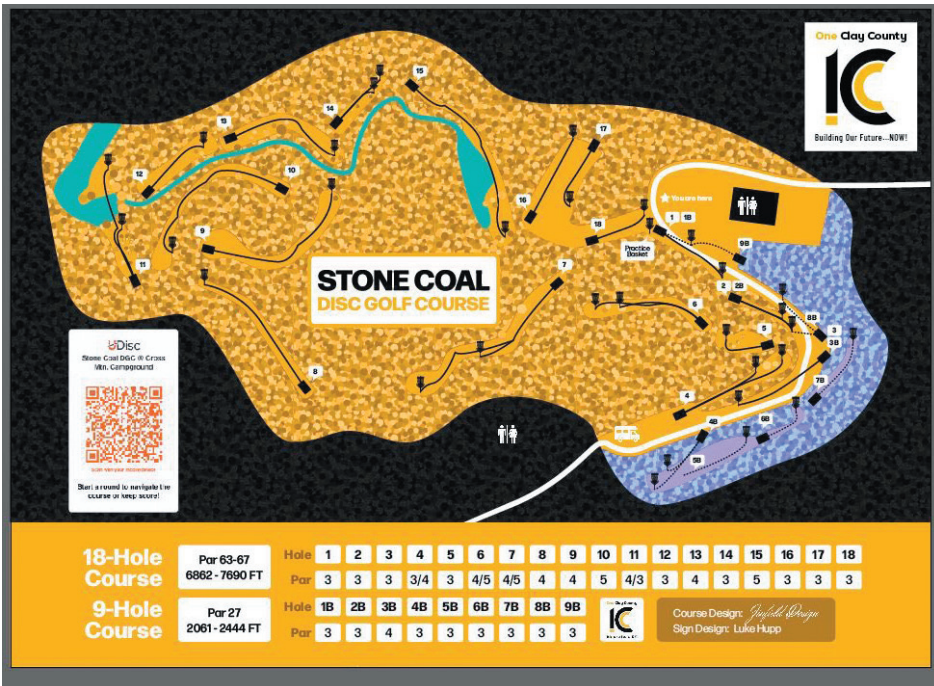 One Clay County
1CC
Building Our Future...NOW!
15
14
13
17
12
10
16
You are here
1 1B
18
9
Practice
Basket
9B
11
STONE COAL
DISC GOLF COURSE
7
2 2B
6
8B
3
3B
5
UDisc
Stone Coal DGC @ Cross
Mtn. Campground
8
7B
4
4B
6B
5B
Start a round to navigate the
course or keep score!
18-Hole
Course
Par 63-67
6862 - 7690 FT
Hole 1 2 3 4 5 6 7 8 9 10 11 12 13 14 15 16 17 18
Par 3 3 3 3/4 3 4/5 4/5 4 4 5 4/3 3 4 3 5 3 3 3
9-Hole
Course
Par 27
2061 - 2444 FT
Hole 1B 2B 3B 4B 5B 6B 7B 8B 9B
Par 3 3 4 3 3 3 3 3 3
One Clay County
1CC
Course Design:
Sign Design: Luke Hupp